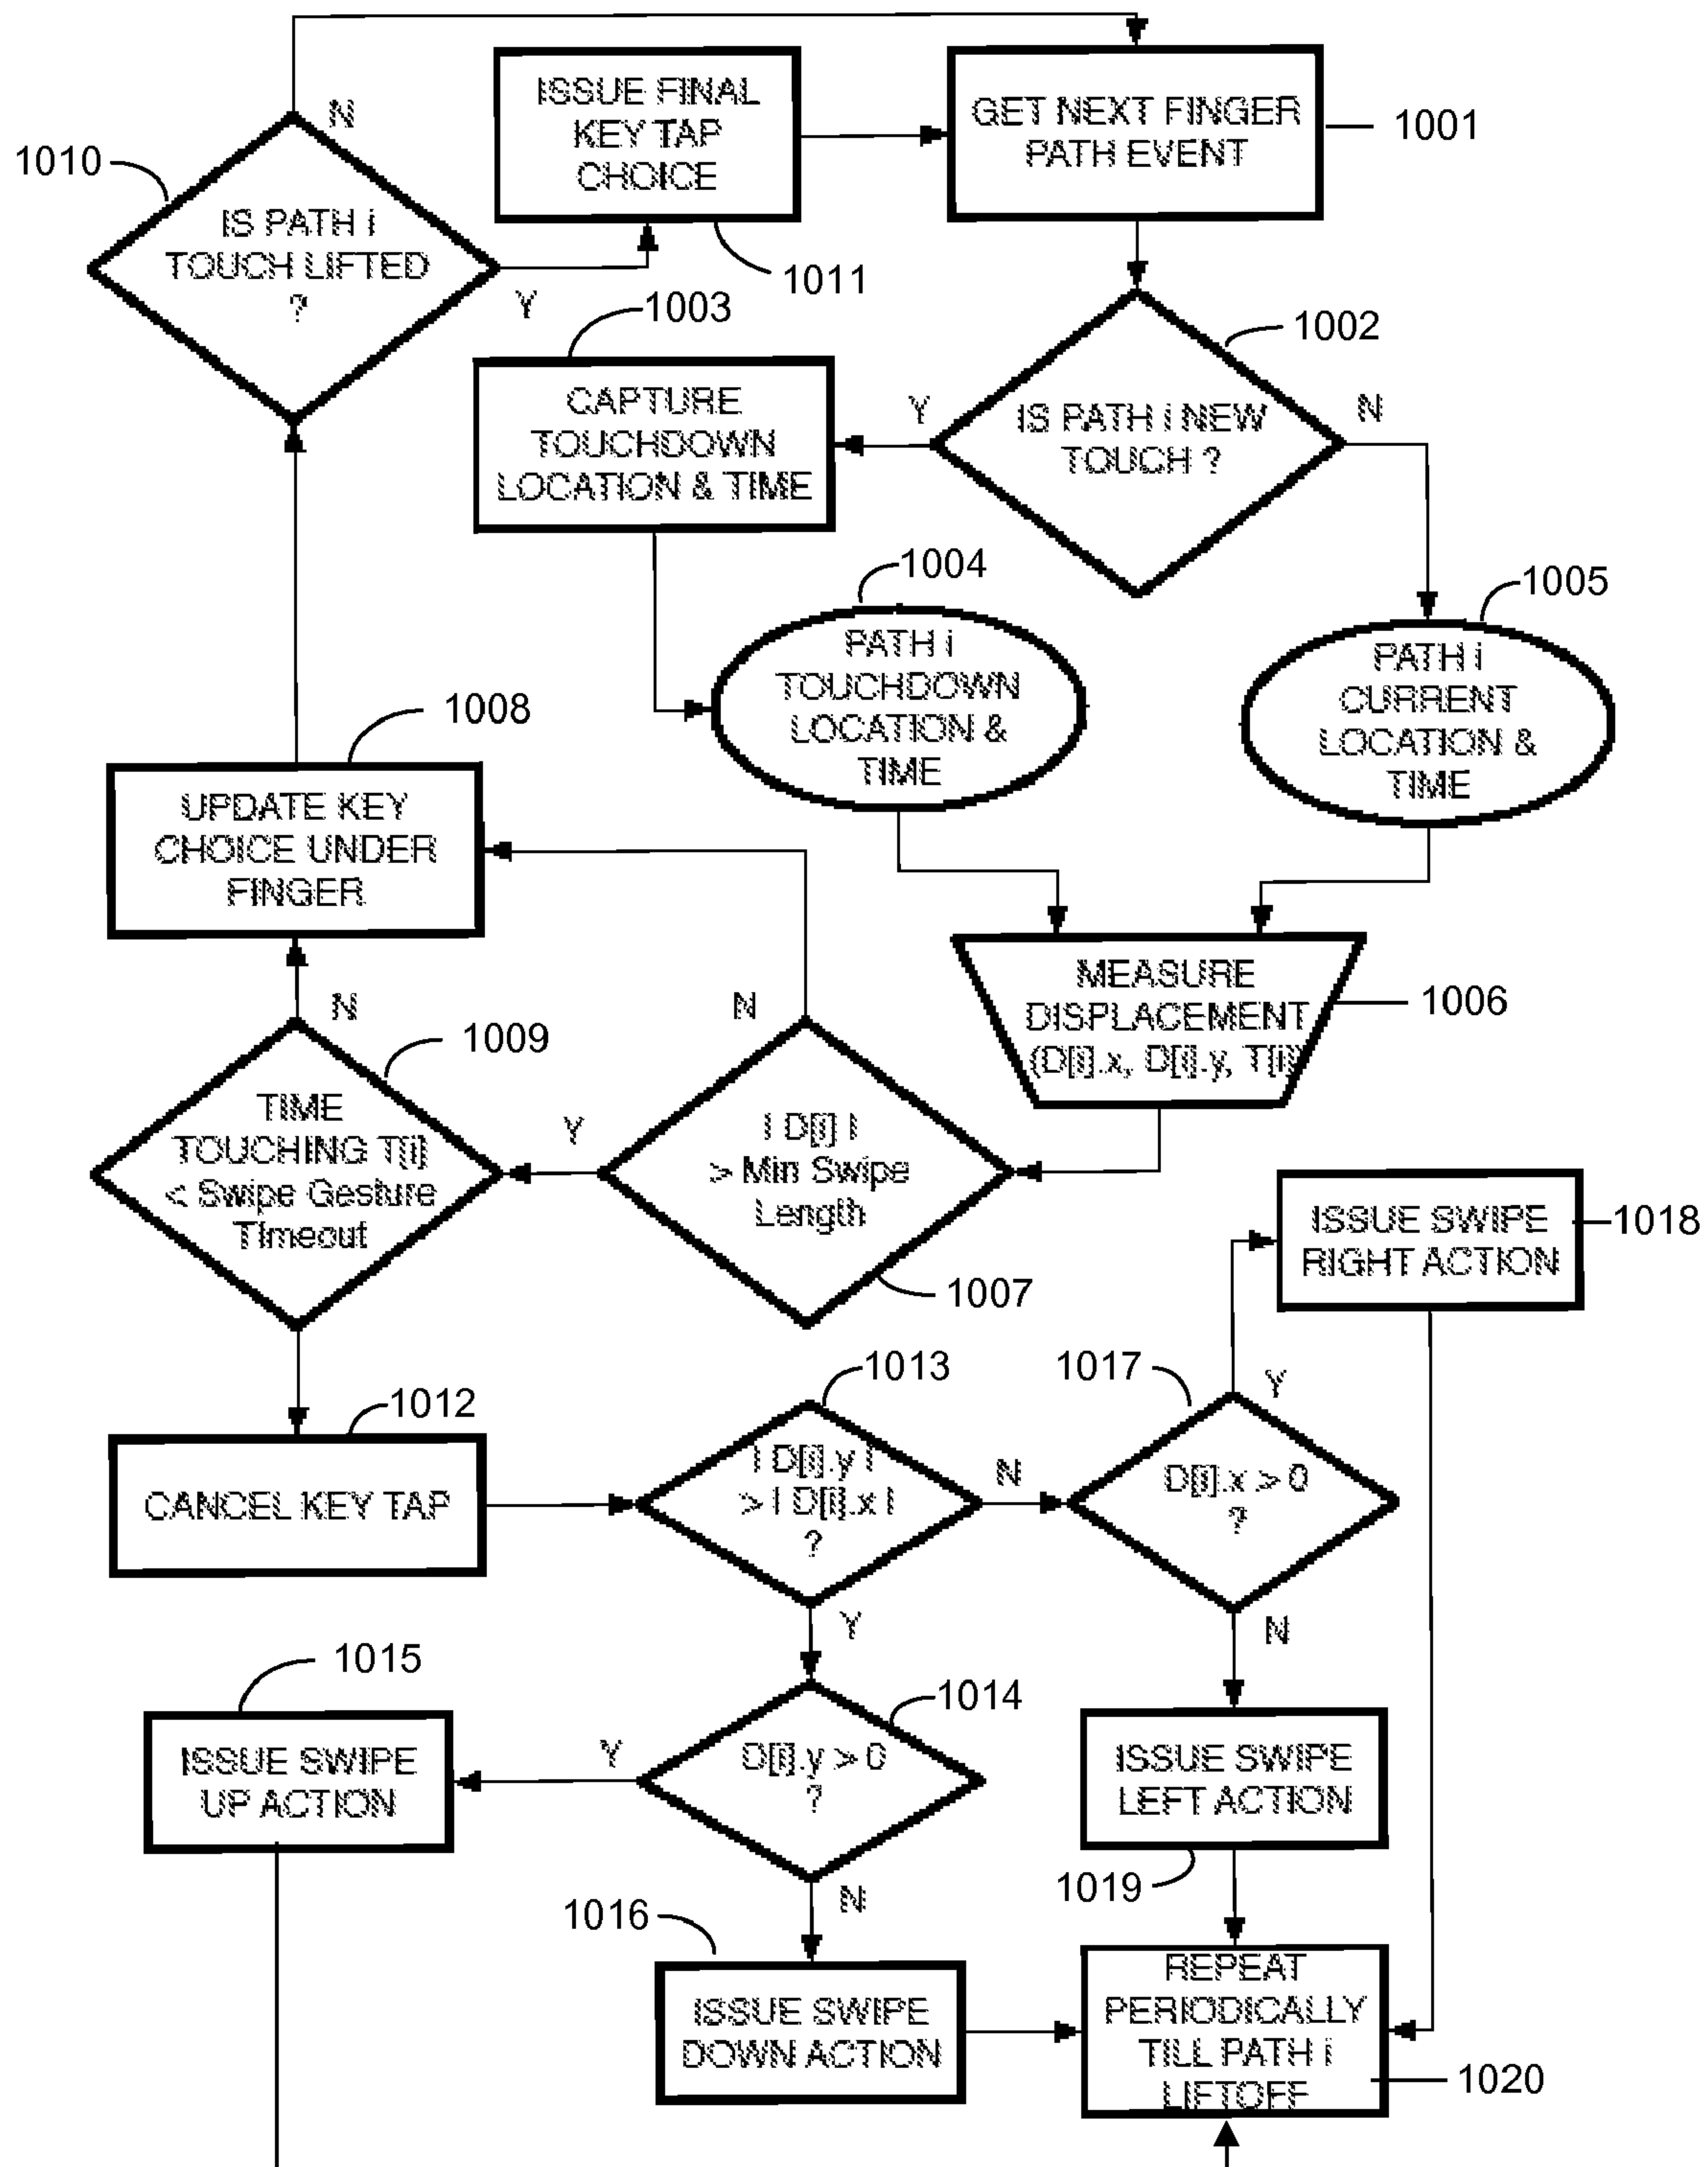 N
ISSUE FINAL
KEY TAP
CHOICE
GET NEXT FINGER
PATH EVENT
1001
1010
IS PATH i
TOUCH LIFTED
?
Y
1011
1003
1002
CAPTURE
TOUCHDOWN
LOCATION & TIME
Y
IS PATH i NEW
TOUCH ?
N
1004
1005
PATH i
TOUCHDOWN
LOCATION &
TIME
PATH i
CURRENT
LOCATION &
TIME
1008
UPDATE KEY
CHOICE UNDER
FINGER
MEASURE
DISPLACEMENT
(D[i].x, D[i].y, T[i])
1006
N
1009
N
TIME
TOUCHING T[i]
< Swipe Gesture
TImeout
Y
| D[i] |
> Min Swipe
Length
1007
ISSUE SWIPE
RIGHT ACTION
1018
1012
CANCEL KEY TAP
1013
| D[i].y |
> | D[i].x |
?
N
1017
Y
D[i].x > 0
?
Y
N
1015
ISSUE SWIPE
UP ACTION
Y
1014
D[i].y > 0
?
ISSUE SWIPE
LEFT ACTION
1019
N
1016
ISSUE SWIPE
DOWN ACTION
REPEAT
PERIODICALLY
TILL PATH i
LIFTOFF
1020